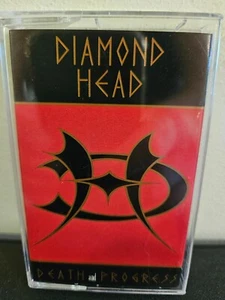 DIAMOND
HEAD
DEATH and PROGRESS